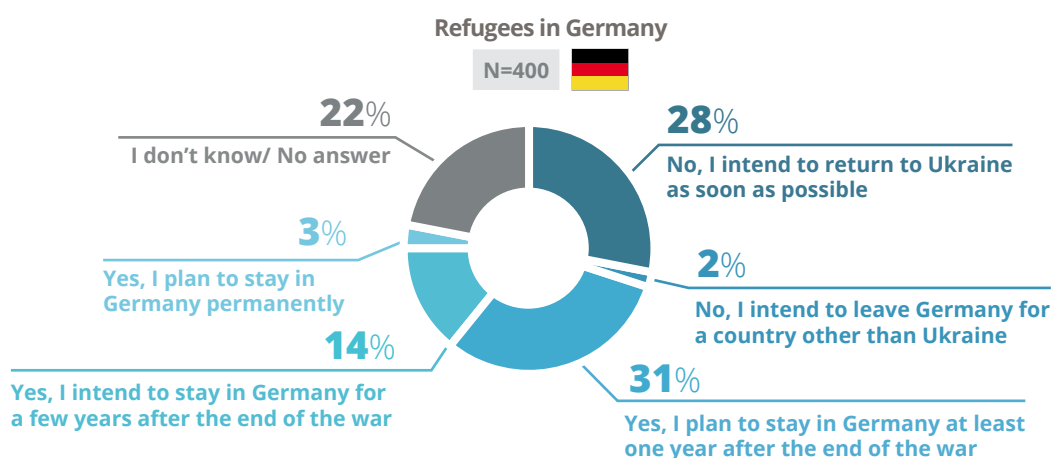 Refugees in Germany
N=400
28%
No, I intend to return to Ukraine
as soon as possible
2%
No, I intend to leave Germany for
a country other than Ukraine
31%
Yes, I plan to stay in Germany at least
one year after the end of the war
14%
Yes, I intend to stay in Germany for
a few years after the end of the war
3%
Yes, I plan to stay in
Germany permanently
22%
I don’t know/ No answer